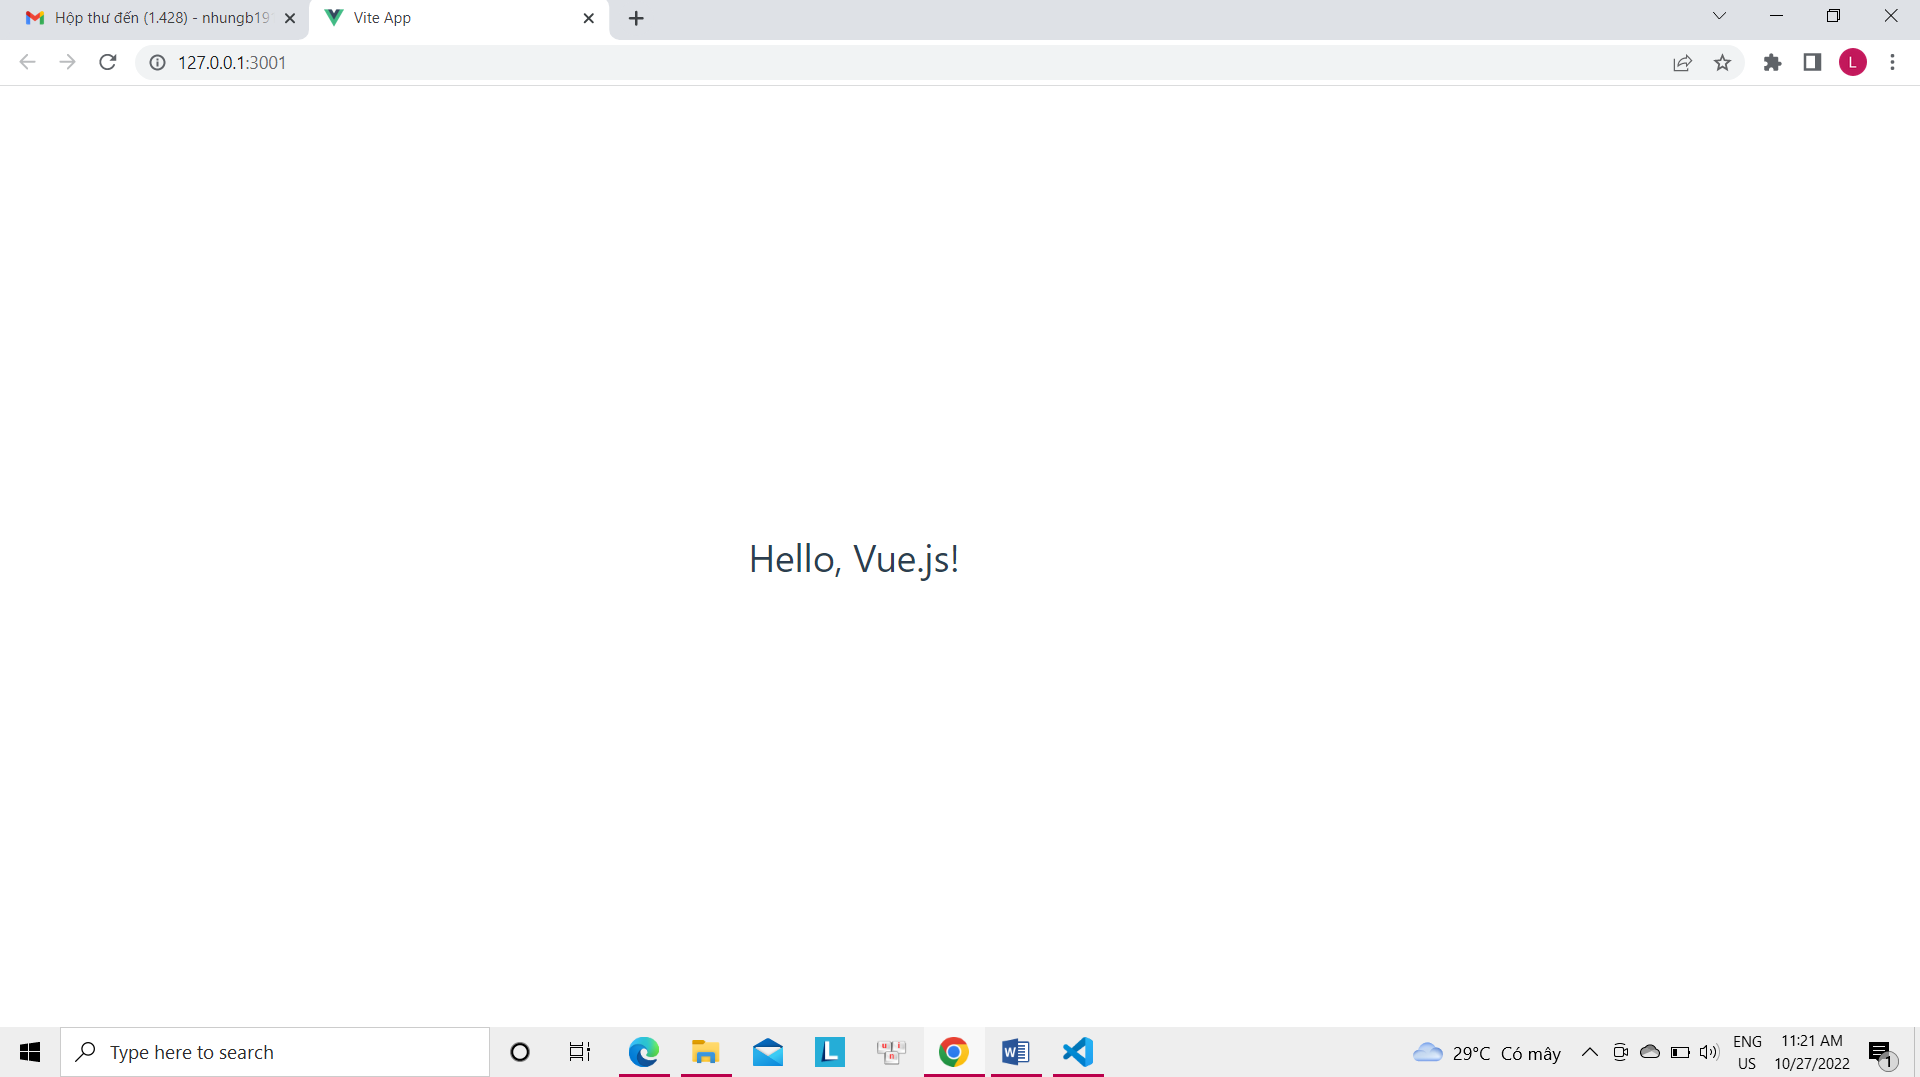 Hộp thư đến (1.428) - nhungb19
Vite App
127.0.0.1:3001
L
Hello, Vue.js!
Type here to search
29°C Có mây
ENG
US
11:21 AM
10/27/2022
1